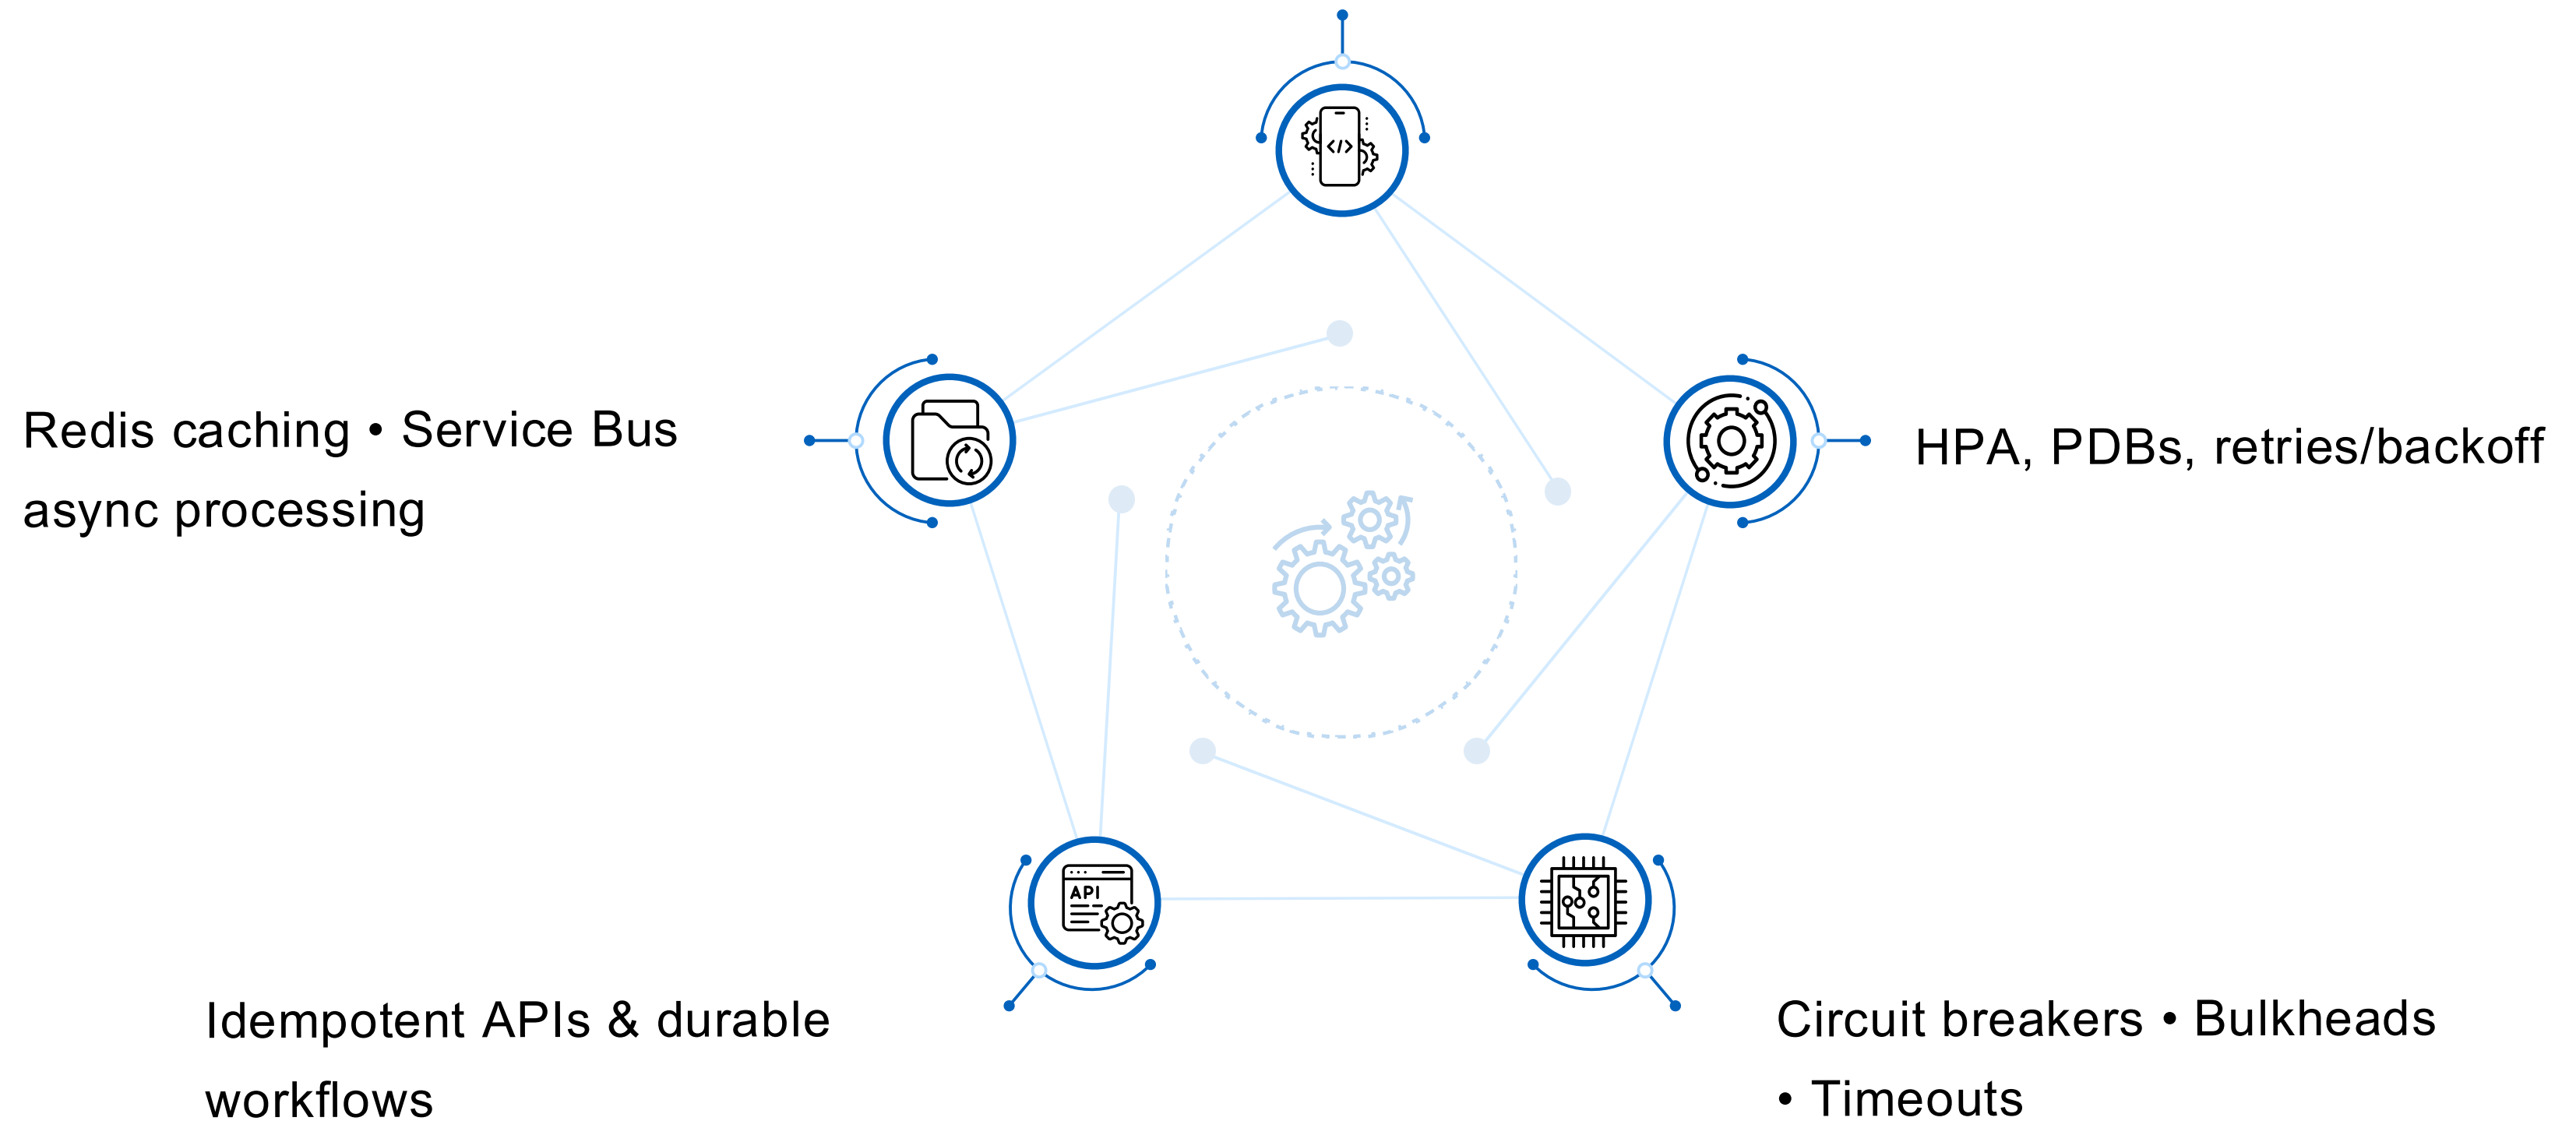 Redis caching • Service Bus
async processing
HPA, PDBs, retries/backoff
API
Idempotent APIs & durable
workflows
Circuit breakers • Bulkheads
• Timeouts